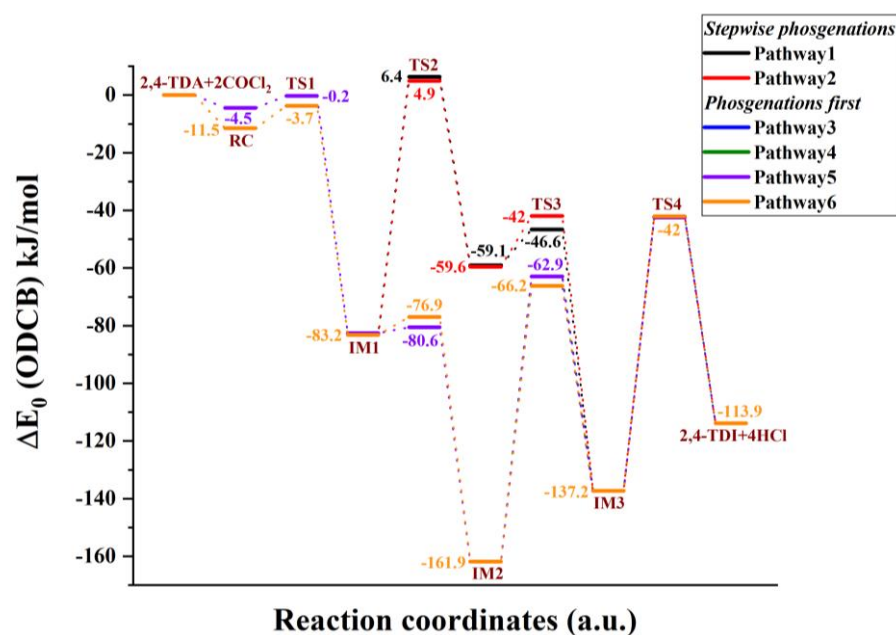 Stepwise phosgenations
Pathway1
Pathway2
Phosgenations first
Pathway3
Pathway4
Pathway5
Pathway6
ΔE₀ (ODCB) kJ/mol
0
-20
-40
-60
-80
-100
-120
-140
-160
2,4-TDA+2COCl₂
-4.5
-11.5
RC
TS1
-0.2
-3.7
-83.2
IM1
TS2
6.4
4.9
-76.9
-80.6
-59.1
-59.6
-161.9
IM2
TS3
-42
-46.6
-62.9
-66.2
-137.2
IM3
TS4
-42
-113.9
2,4-TDI+4HCl
Reaction coordinates (a.u.)